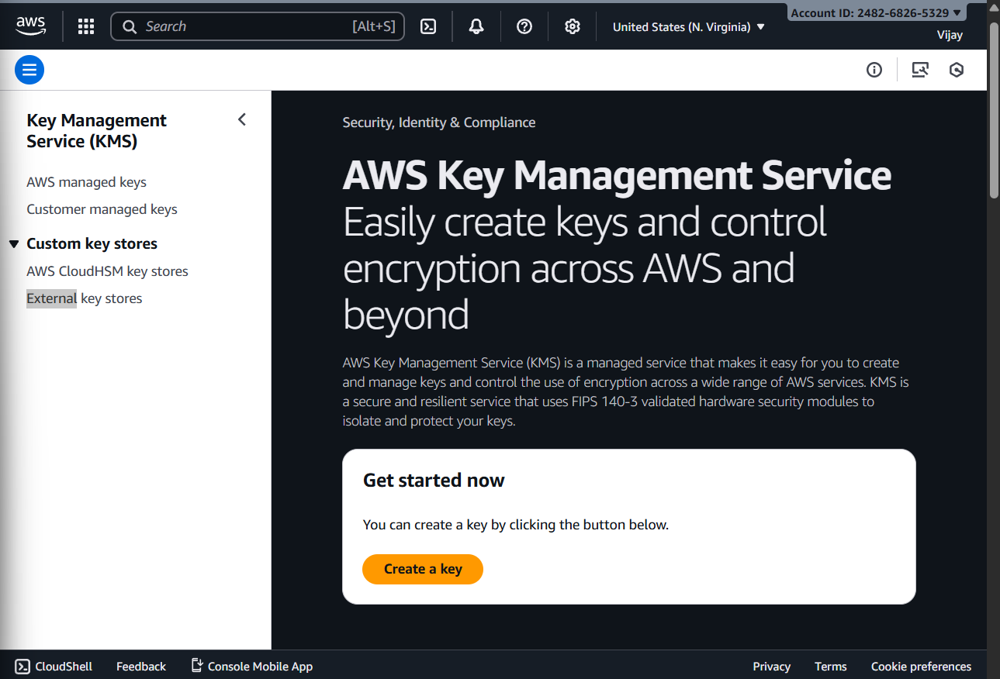 aws
Search [Alt+S]
United States (N. Virginia)
Account ID: 2482-6826-5329
Vijay
Key Management
Service (KMS)
AWS managed keys
Customer managed keys
Custom key stores
AWS CloudHSM key stores
External key stores
Security, Identity & Compliance
AWS Key Management Service
Easily create keys and control
encryption across AWS and
beyond
AWS Key Management Service (KMS) is a managed service that makes it easy for you to create
and manage keys and control the use of encryption across a wide range of AWS services. KMS is
a secure and resilient service that uses FIPS 140-3 validated hardware security modules to
isolate and protect your keys.
Get started now
You can create a key by clicking the button below.
Create a key
CloudShell Feedback Console Mobile App Privacy Terms Cookie preferences